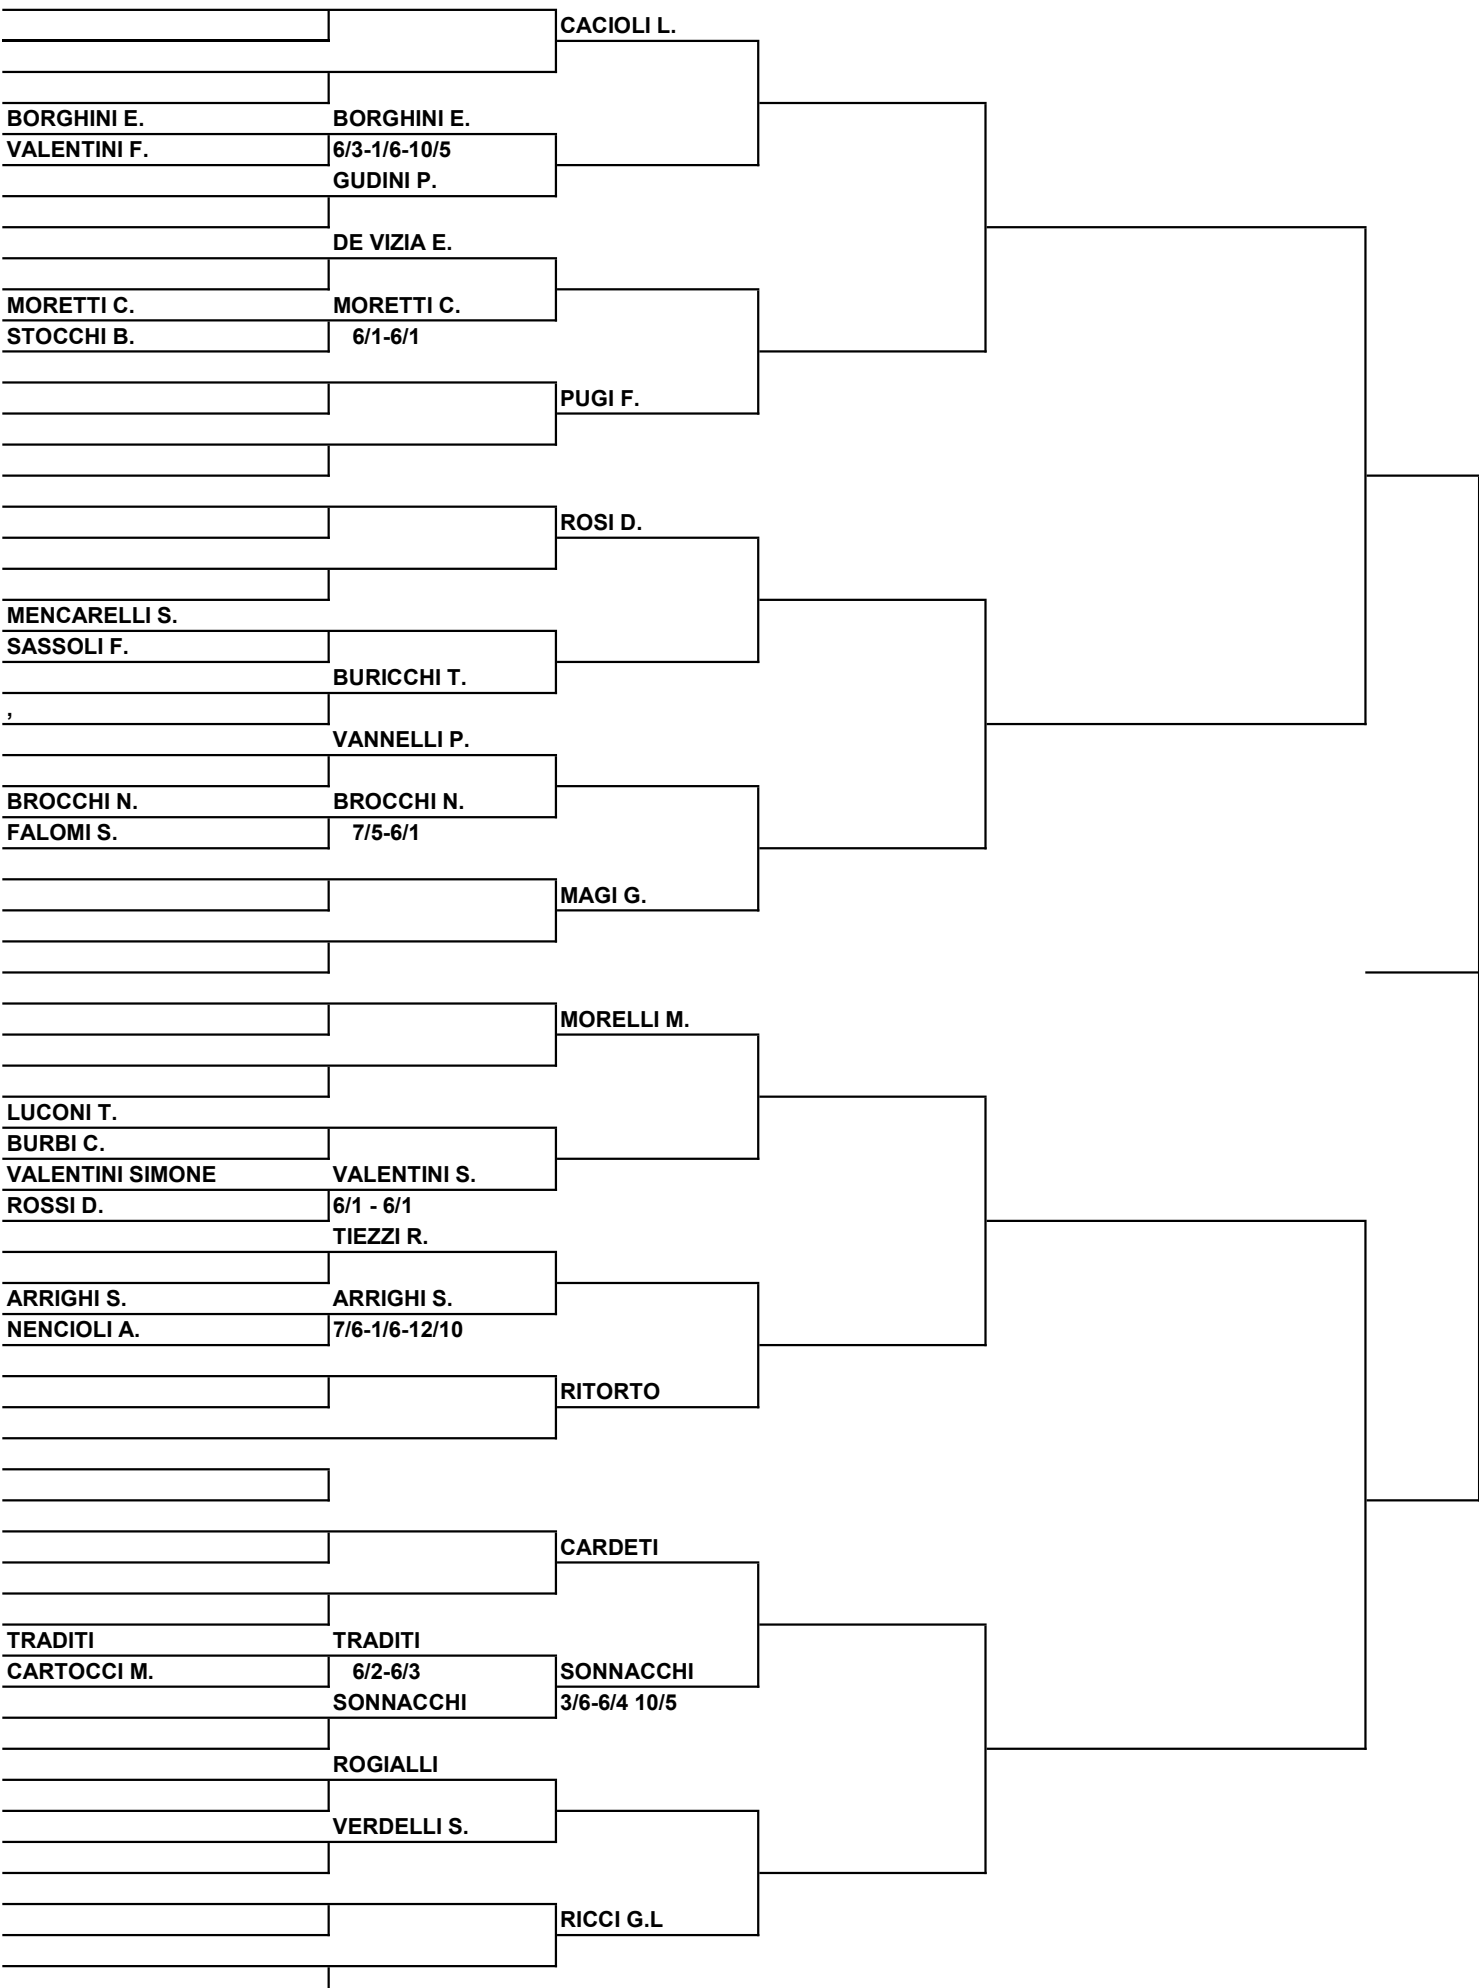 CACIOLI L.
BORGHINI E. BORGHINI E.
VALENTINI F. 6/3-1/6-10/5
GUDINI P.
DE VIZIA E.
MORETTI C. MORETTI C.
STOCCHI B. 6/1-6/1
PUGI F.
ROSI D.
MENCARELLI S.
SASSOLI F.
BURICCHI T.
,
VANNELLI P.
BROCCHI N. BROCCHI N.
FALOMI S. 7/5-6/1
MAGI G.
MORELLI M.
LUCONI T.
BURBI C.
VALENTINI SIMONE VALENTINI S.
ROSSI D. 6/1 - 6/1
TIEZZI R.
ARRIGHI S. ARRIGHI S.
NENCIOLI A. 7/6-1/6-12/10
RITORTO
CARDETI
TRADITI TRADITI
CARTOCCI M. 6/2-6/3 SONNACCHI
SONNACCHI 3/6-6/4 10/5
ROGIALLI
VERDELLI S.
RICCI G.L